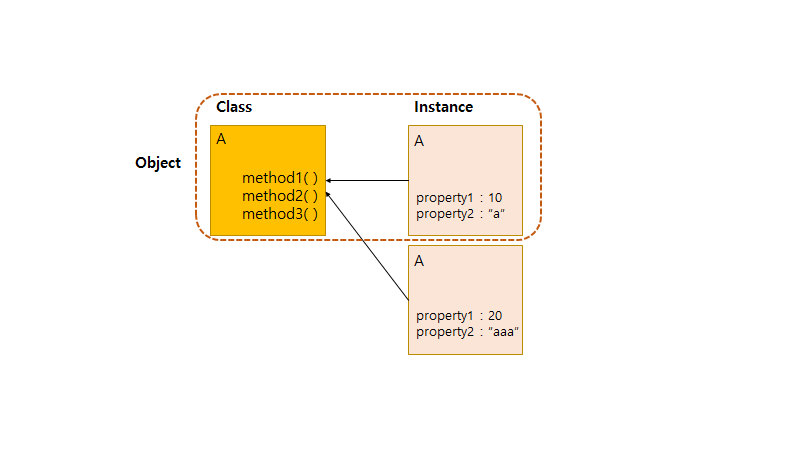 Class
Instance
Object
A
method1( )
method2( )
method3( )
A
property1 : 10
property2 : "a"
A
property1 : 20
property2 : "aaa"